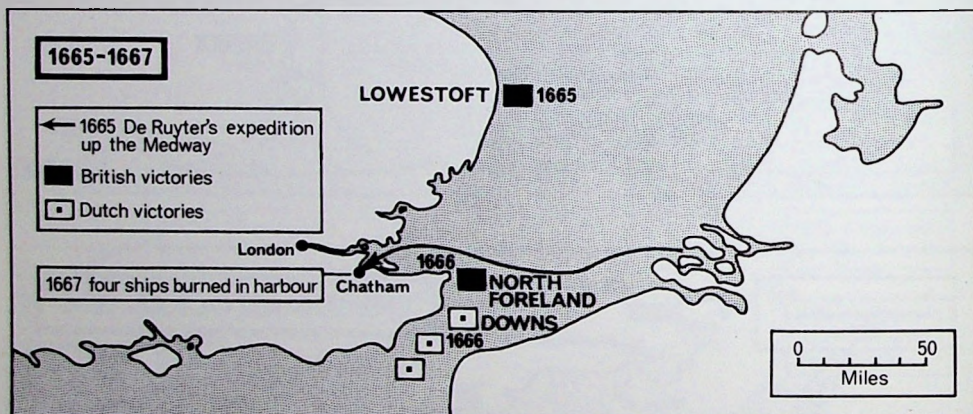 1665-1667
1665 De Ruyter's expedition
up the Medway
British victories
Dutch victories
LOWESTOFT 1665
London
1667 four ships burned in harbour
Chatham
1666
NORTH
FORELAND
DOWNS
1666
0 50
Miles